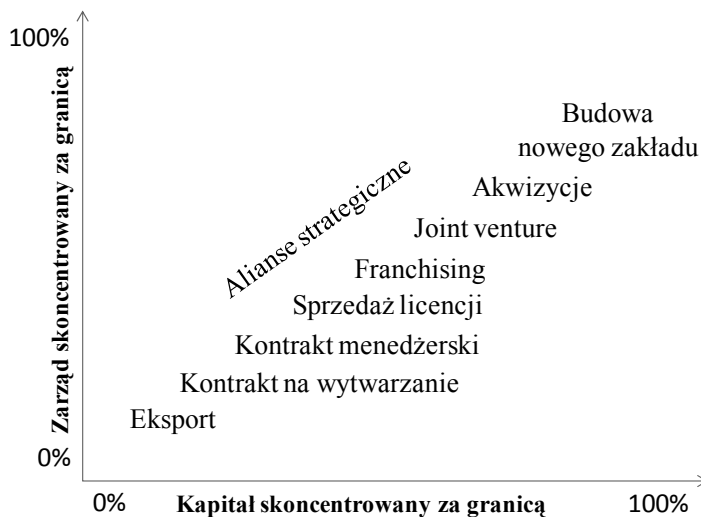 100%
Zarząd skoncentrowany za granicą
Budowa
nowego zakładu
Akwizycje
Alianse strategiczne
Joint venture
Franchising
Sprzedaż licencji
Kontrakt menedżerski
Kontrakt na wytwarzanie
Eksport
0%
0%
Kapitał skoncentrowany za granicą
100%